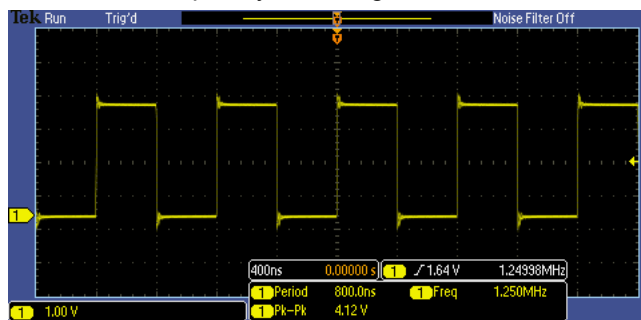 Tek Run Trig'd Noise Filter Off
T
T
1
400ns 0.00000 s 1 1.64 V 1.24998MHz
1 Period 800.0ns 1 Freq 1.250MHz
1 Pk-Pk 4.12 V
1 1.00 V